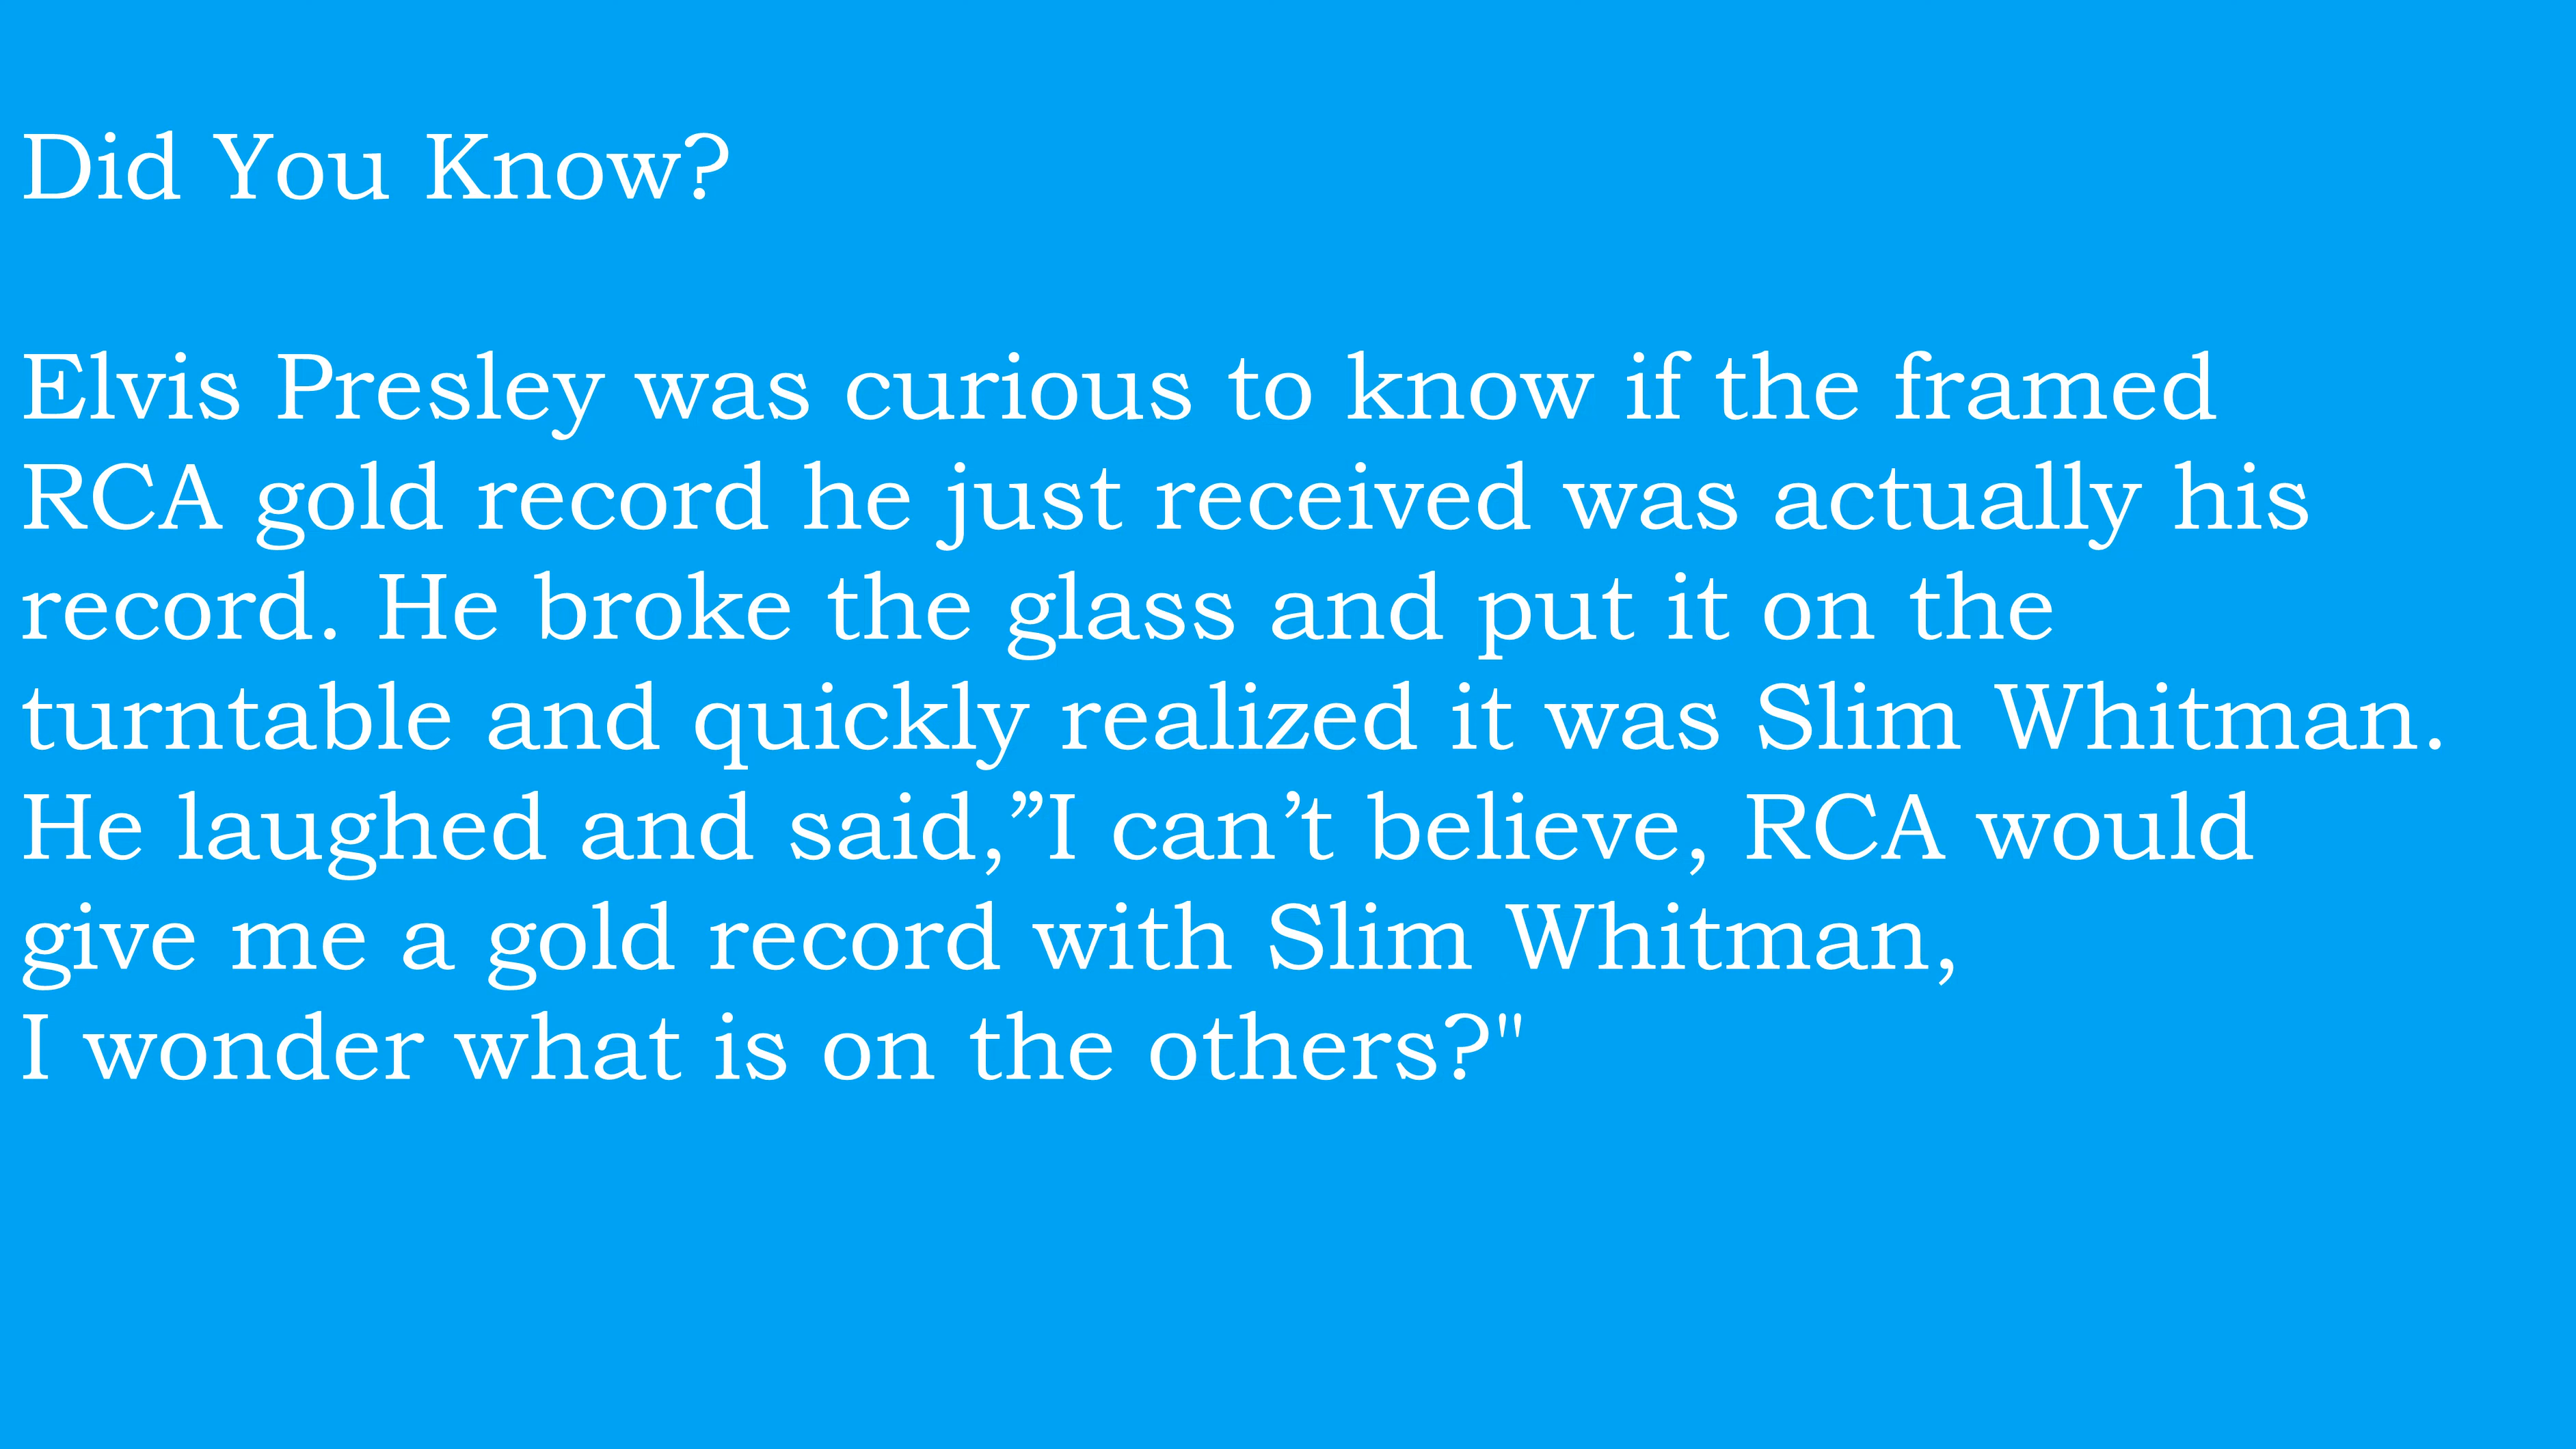 Did You Know?
Elvis Presley was curious to know if the framed
RCA gold record he just received was actually his
record. He broke the glass and put it on the
turntable and quickly realized it was Slim Whitman.
He laughed and said,”I can’t believe, RCA would
give me a gold record with Slim Whitman,
I wonder what is on the others?"